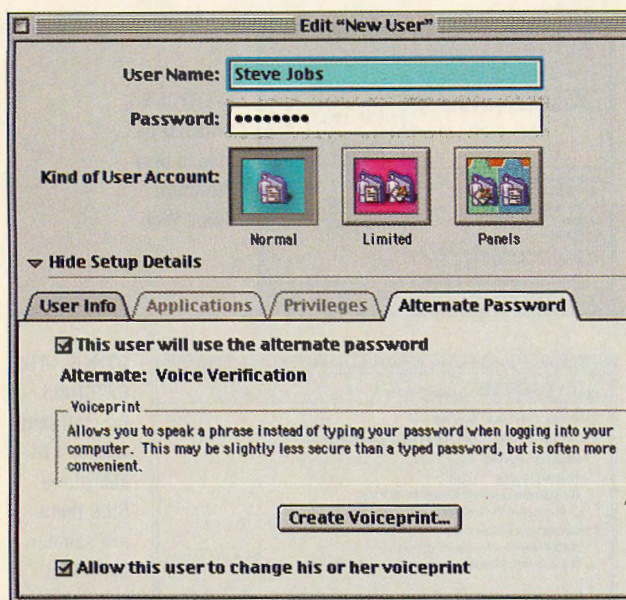 Edit “New User”
User Name: Steve Jobs
Password: ••••••••
Kind of User Account:
Normal Limited Panels
Hide Setup Details
User Info Applications Privileges Alternate Password
This user will use the alternate password
Alternate: Voice Verification
Voiceprint
Allows you to speak a phrase instead of typing your password when logging into your
computer. This may be slightly less secure than a typed password, but is often more
convenient.
Create Voiceprint...
Allow this user to change his or her voiceprint